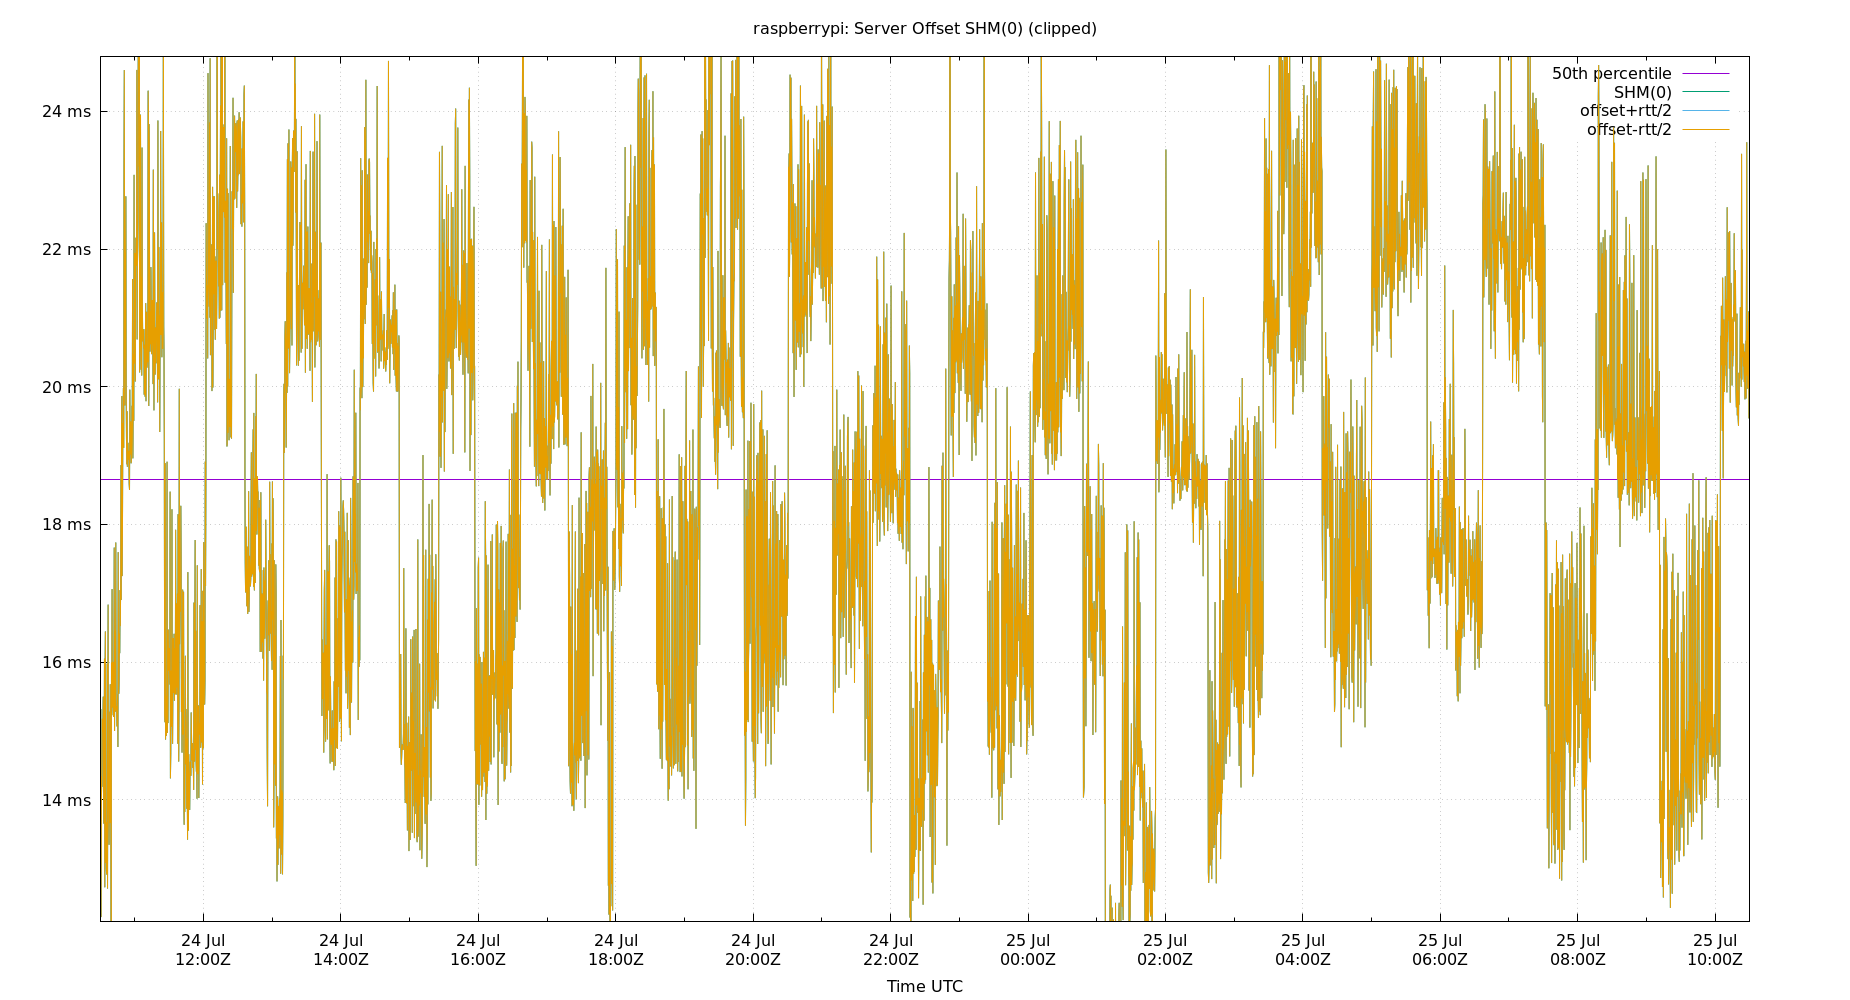 raspberrypi: Server Offset SHM(0) (clipped)
50th percentile
SHM(0)
offset+rtt/2
offset-rtt/2
24 ms
22 ms
20 ms
18 ms
16 ms
14 ms
24 Jul 24 Jul 24 Jul 24 Jul 24 Jul 24 Jul 25 Jul 25 Jul 25 Jul 25 Jul 25 Jul 25 Jul
12:00Z 14:00Z 16:00Z 18:00Z 20:00Z 22:00Z 00:00Z 02:00Z 04:00Z 06:00Z 08:00Z 10:00Z
Time UTC